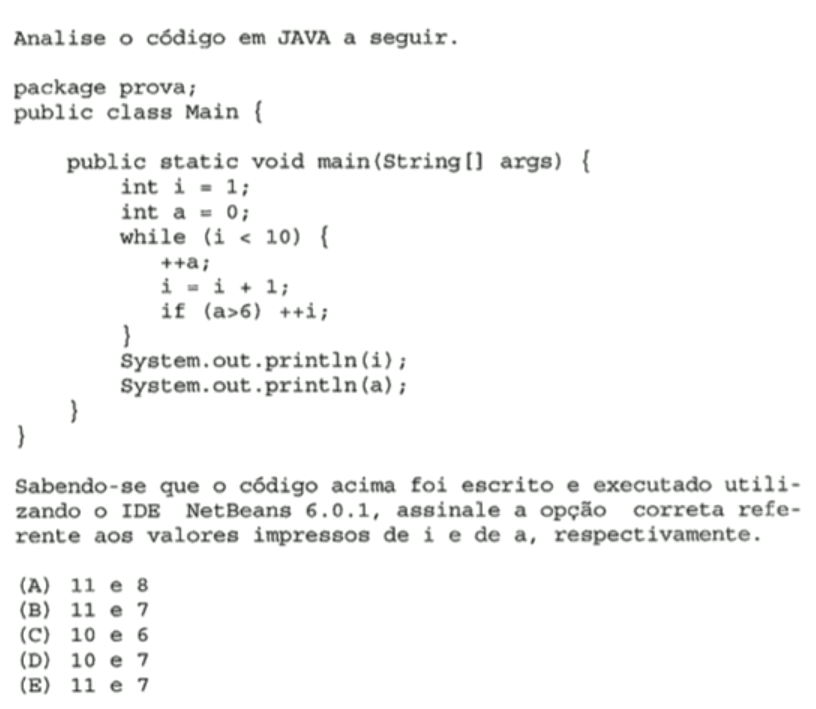 Analise o código em JAVA a seguir.
package prova;
public class Main {
public static void main(String[] args) {
int i = 1;
int a = 0;
while (i < 10) {
++a;
i = i + 1;
if (a>6) ++i;
}
System.out.println(i);
System.out.println(a);
}
}
Sabendo-se que o código acima foi escrito e executado utili-
zando o IDE NetBeans 6.0.1, assinale a opção correta refe-
rente aos valores impressos de i e de a, respectivamente.
(A) 11 e 8
(B) 11 e 7
(C) 10 e 6
(D) 10 e 7
(E) 11 e 7